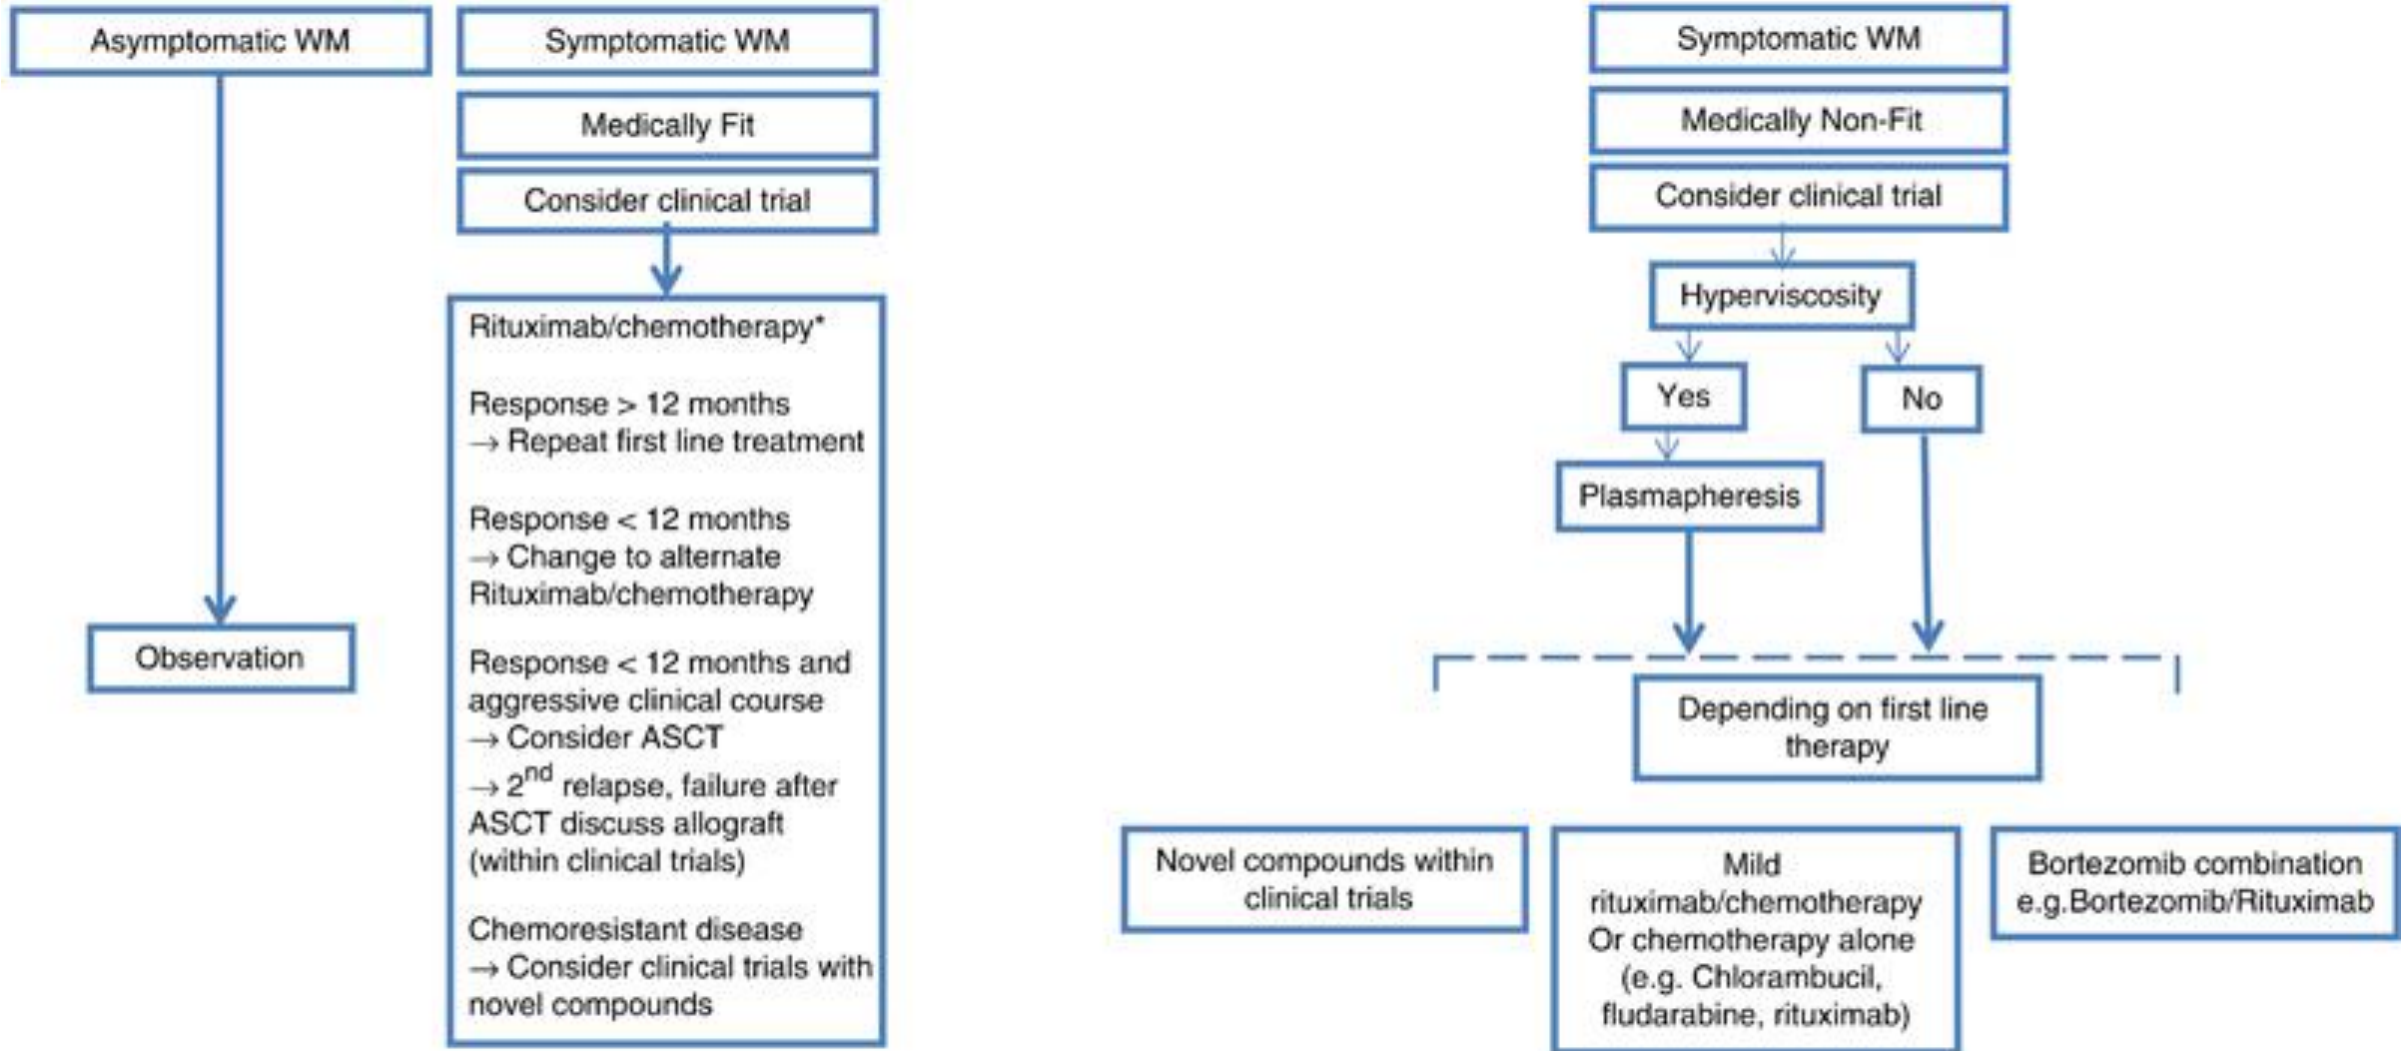 Asymptomatic WM
Observation
Symptomatic WM
Medically Fit
Consider clinical trial
Rituximab/chemotherapy*
Response > 12 months
→ Repeat first line treatment
Response < 12 months
→ Change to alternate
Rituximab/chemotherapy
Response < 12 months and
aggressive clinical course
→ Consider ASCT
→ 2nd relapse, failure after
ASCT discuss allograft
(within clinical trials)
Chemoresistant disease
→ Consider clinical trials with
novel compounds
Symptomatic WM
Medically Non-Fit
Consider clinical trial
Hyperviscosity
Yes
No
Plasmapheresis
Depending on first line
therapy
Novel compounds within
clinical trials
Mild
rituximab/chemotherapy
Or chemotherapy alone
(e.g. Chlorambucil,
fludarabine, rituximab)
Bortezomib combination
e.g.Bortezomib/Rituximab